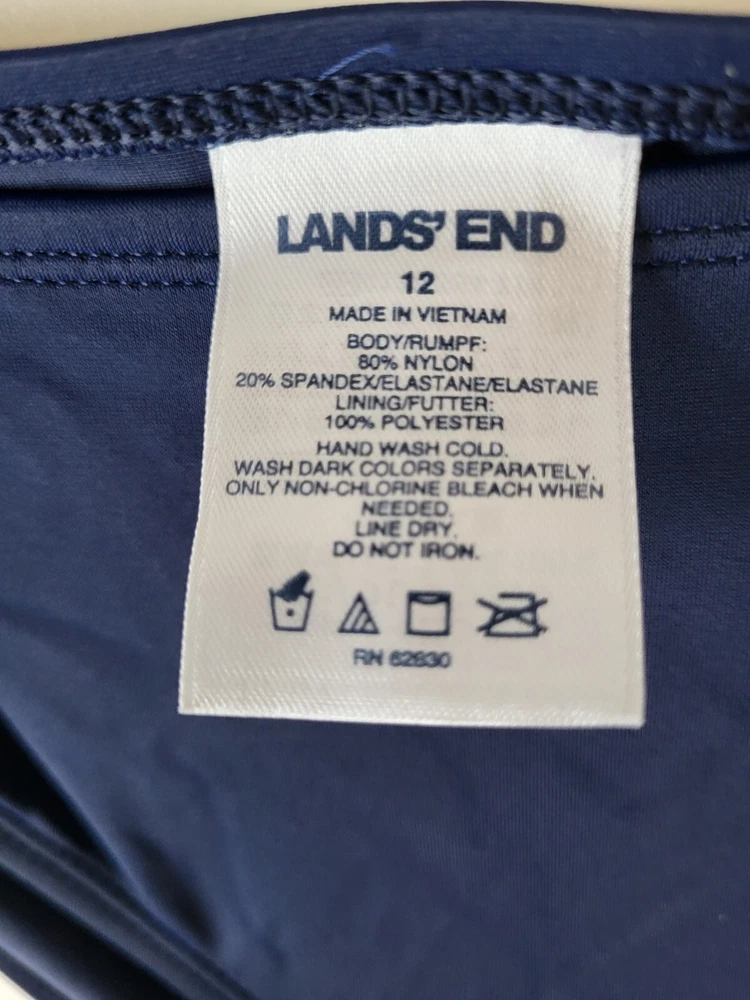 LANDS' END
12
MADE IN VIETNAM
BODY/RUMPF:
80% NYLON
20% SPANDEX/ELASTANE/ELASTANE
LINING/FUTTER:
100% POLYESTER
HAND WASH COLD.
WASH DARK COLORS SEPARATELY.
ONLY NON-CHLORINE BLEACH WHEN
NEEDED.
LINE DRY.
DO NOT IRON.
RN 62830